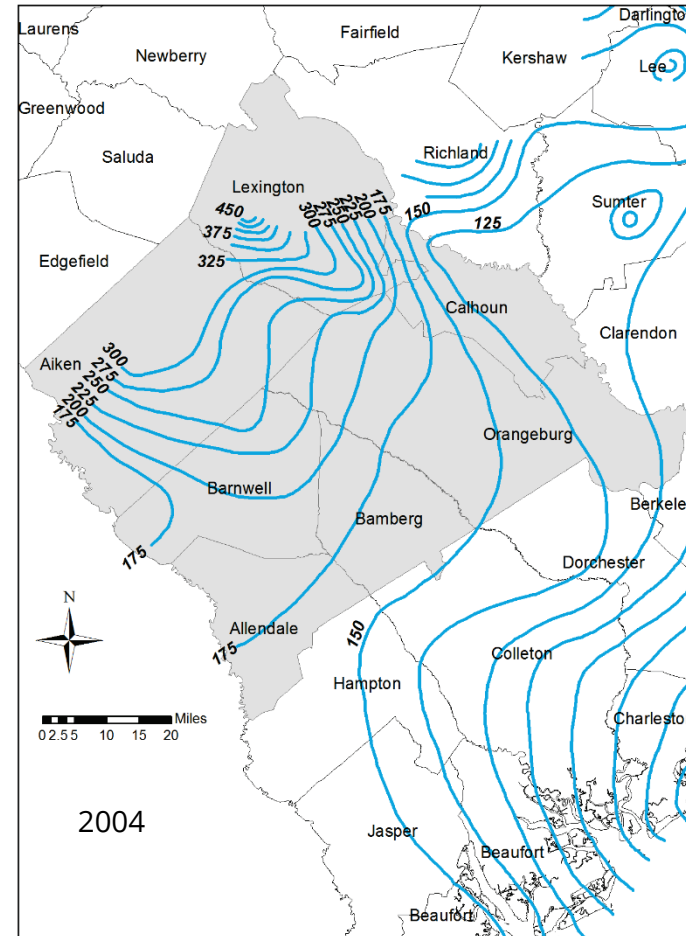 Laurens
Newberry
Fairfield
Darlington
Kershaw
Lee
Greenwood
Saluda
Richland
Lexington
Sumter
450
375
325
300
275
250
225
200
175
150
125
Edgefield
Calhoun
Clarendon
Aiken
300
275
250
225
200
175
Orangeburg
Barnwell
Bamberg
Berkele
175
Dorchester
N
Allendale
175
150
Colleton
Hampton
Charlesto
Miles
0 2.5 5 10 15 20
2004
Jasper
Beaufort
Beaufort